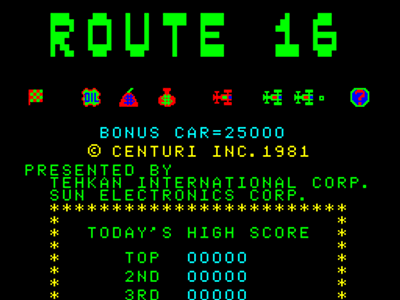 ROUTE 16
OIL ?
BONUS CAR=25000
© CENTURI INC.1981
PRESENTED BY
TEHKAN INTERNATIONAL CORP.
SUN ELECTRONICS CORP.
***********************
* *
* TODAY'S HIGH SCORE *
* *
* TOP 00000 *
* 2ND 00000 *
* 3RD 00000 *